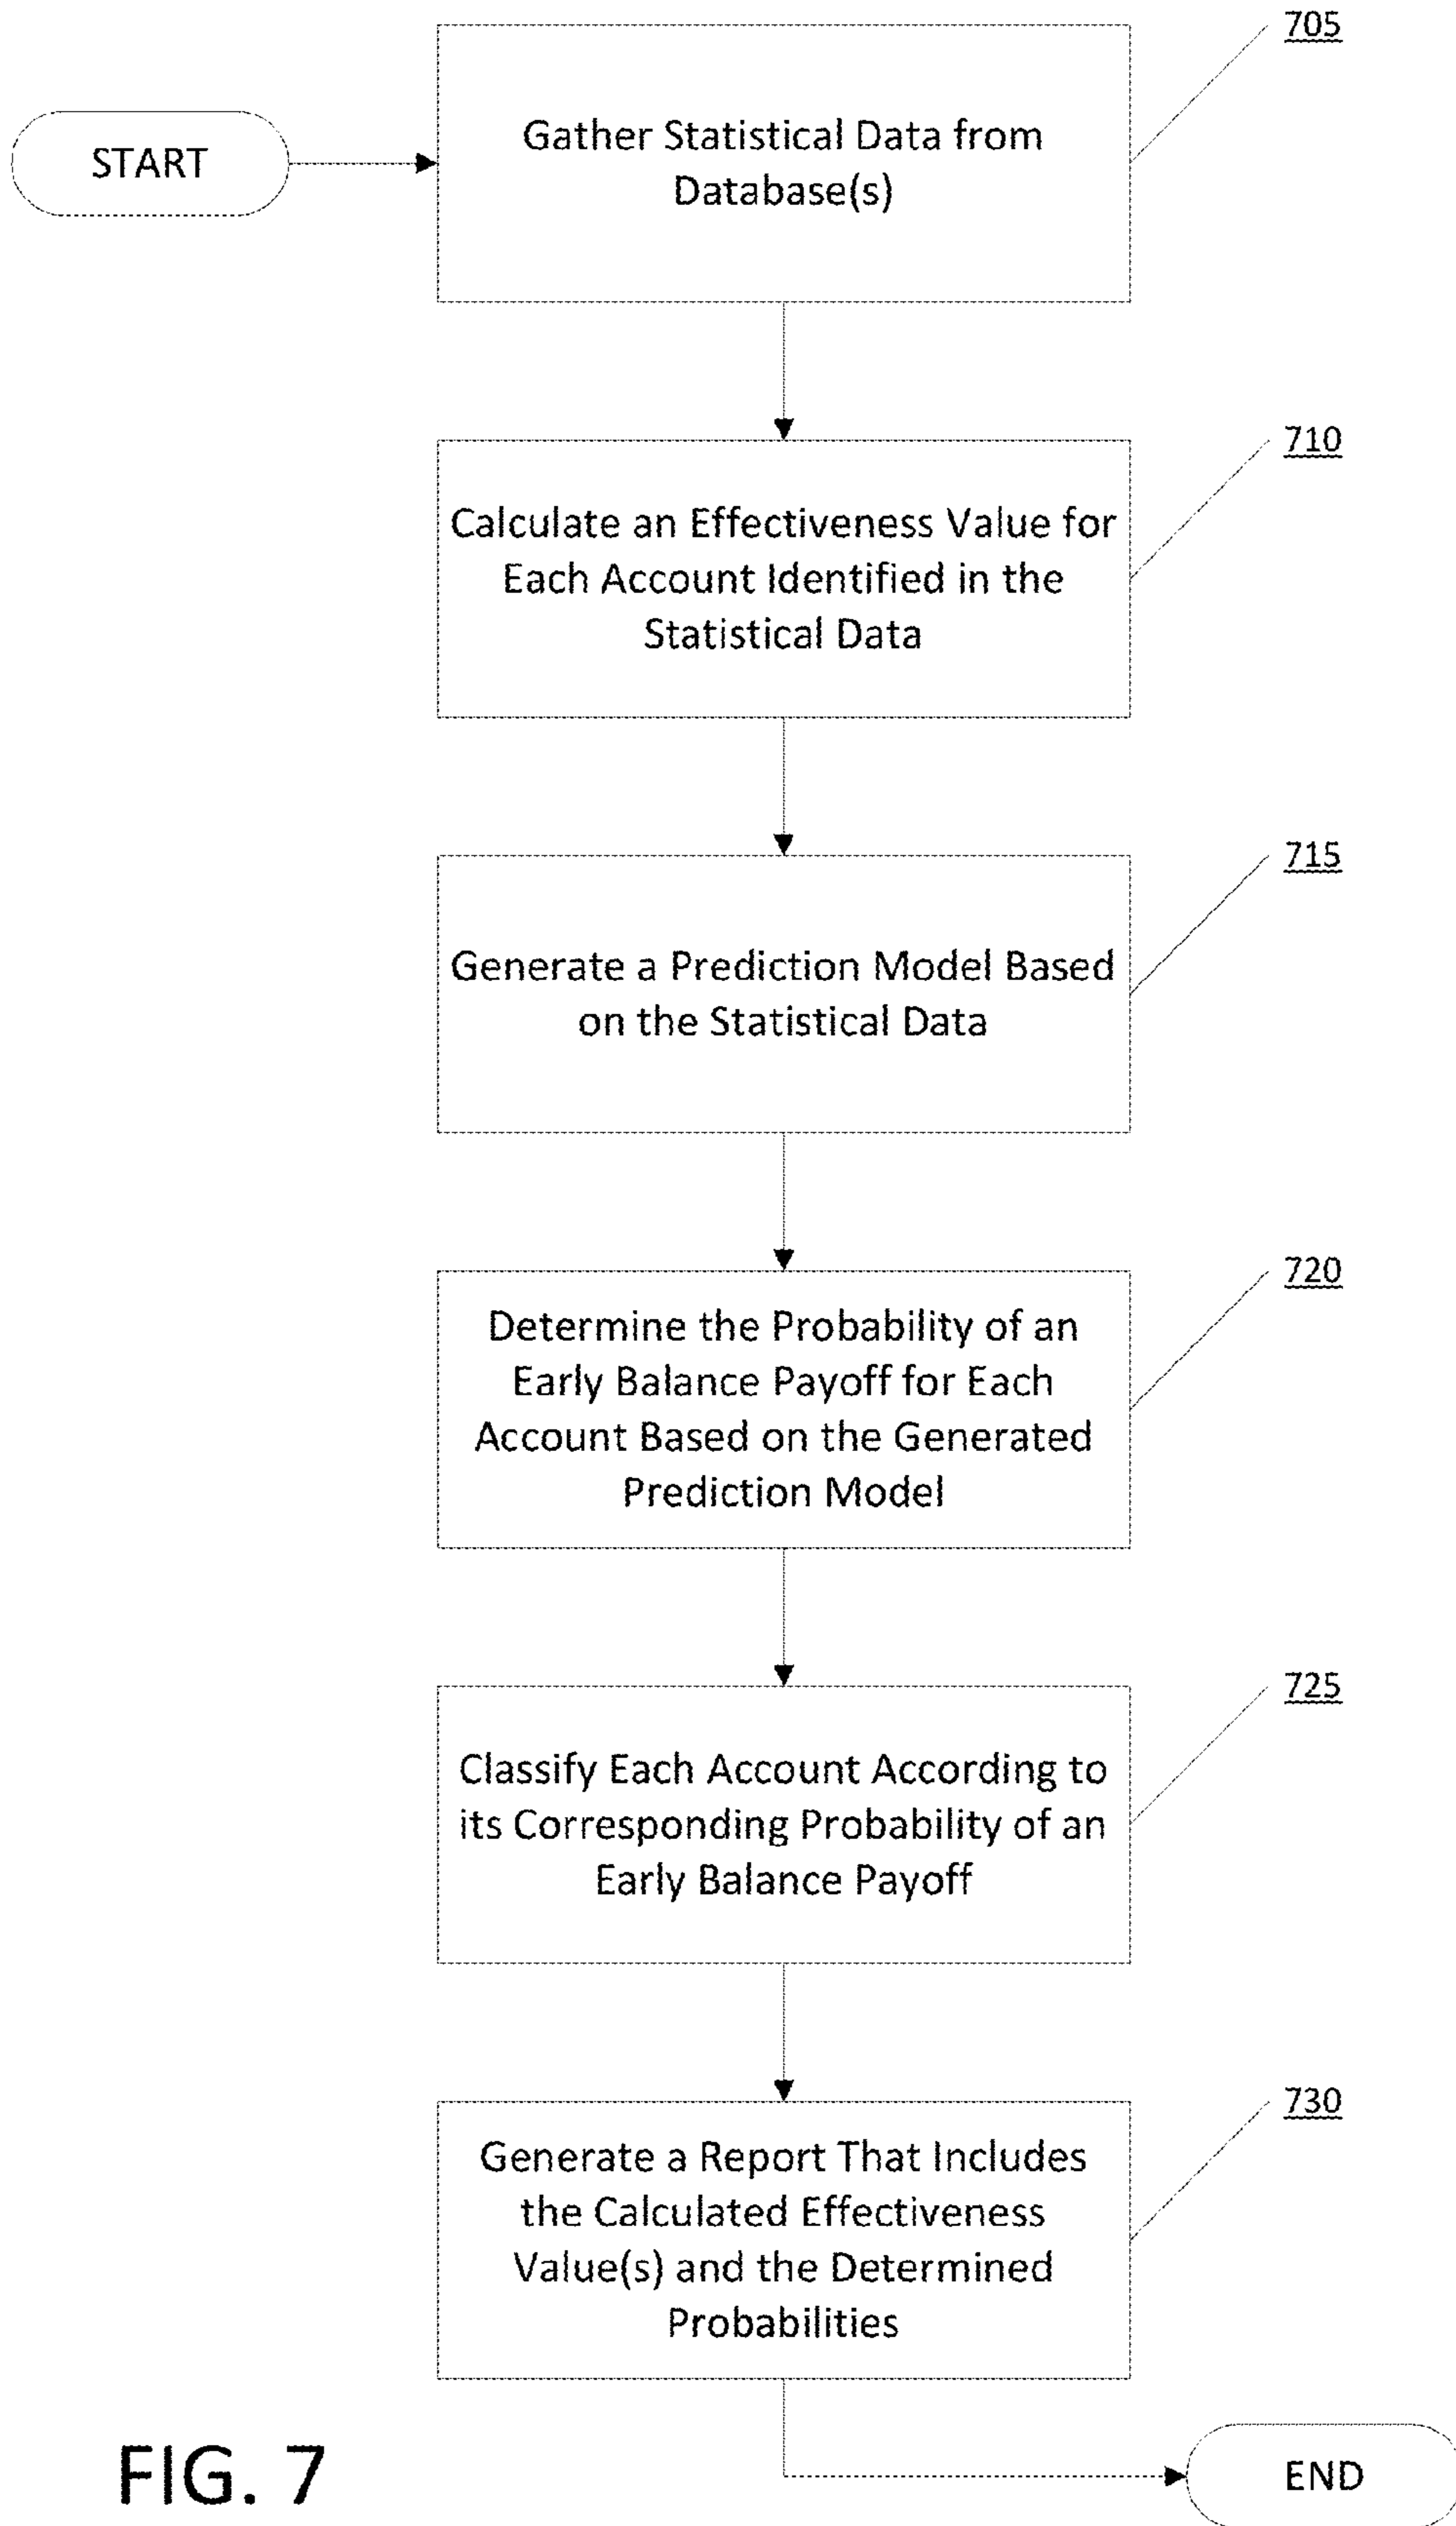 705
START
Gather Statistical Data from
Database(s)
710
Calculate an Effectiveness Value for
Each Account Identified in the
Statistical Data
715
Generate a Prediction Model Based
on the Statistical Data
720
Determine the Probability of an
Early Balance Payoff for Each
Account Based on the Generated
Prediction Model
725
Classify Each Account According to
its Corresponding Probability of an
Early Balance Payoff
730
Generate a Report That Includes
the Calculated Effectiveness
Value(s) and the Determined
Probabilities
FIG. 7
END